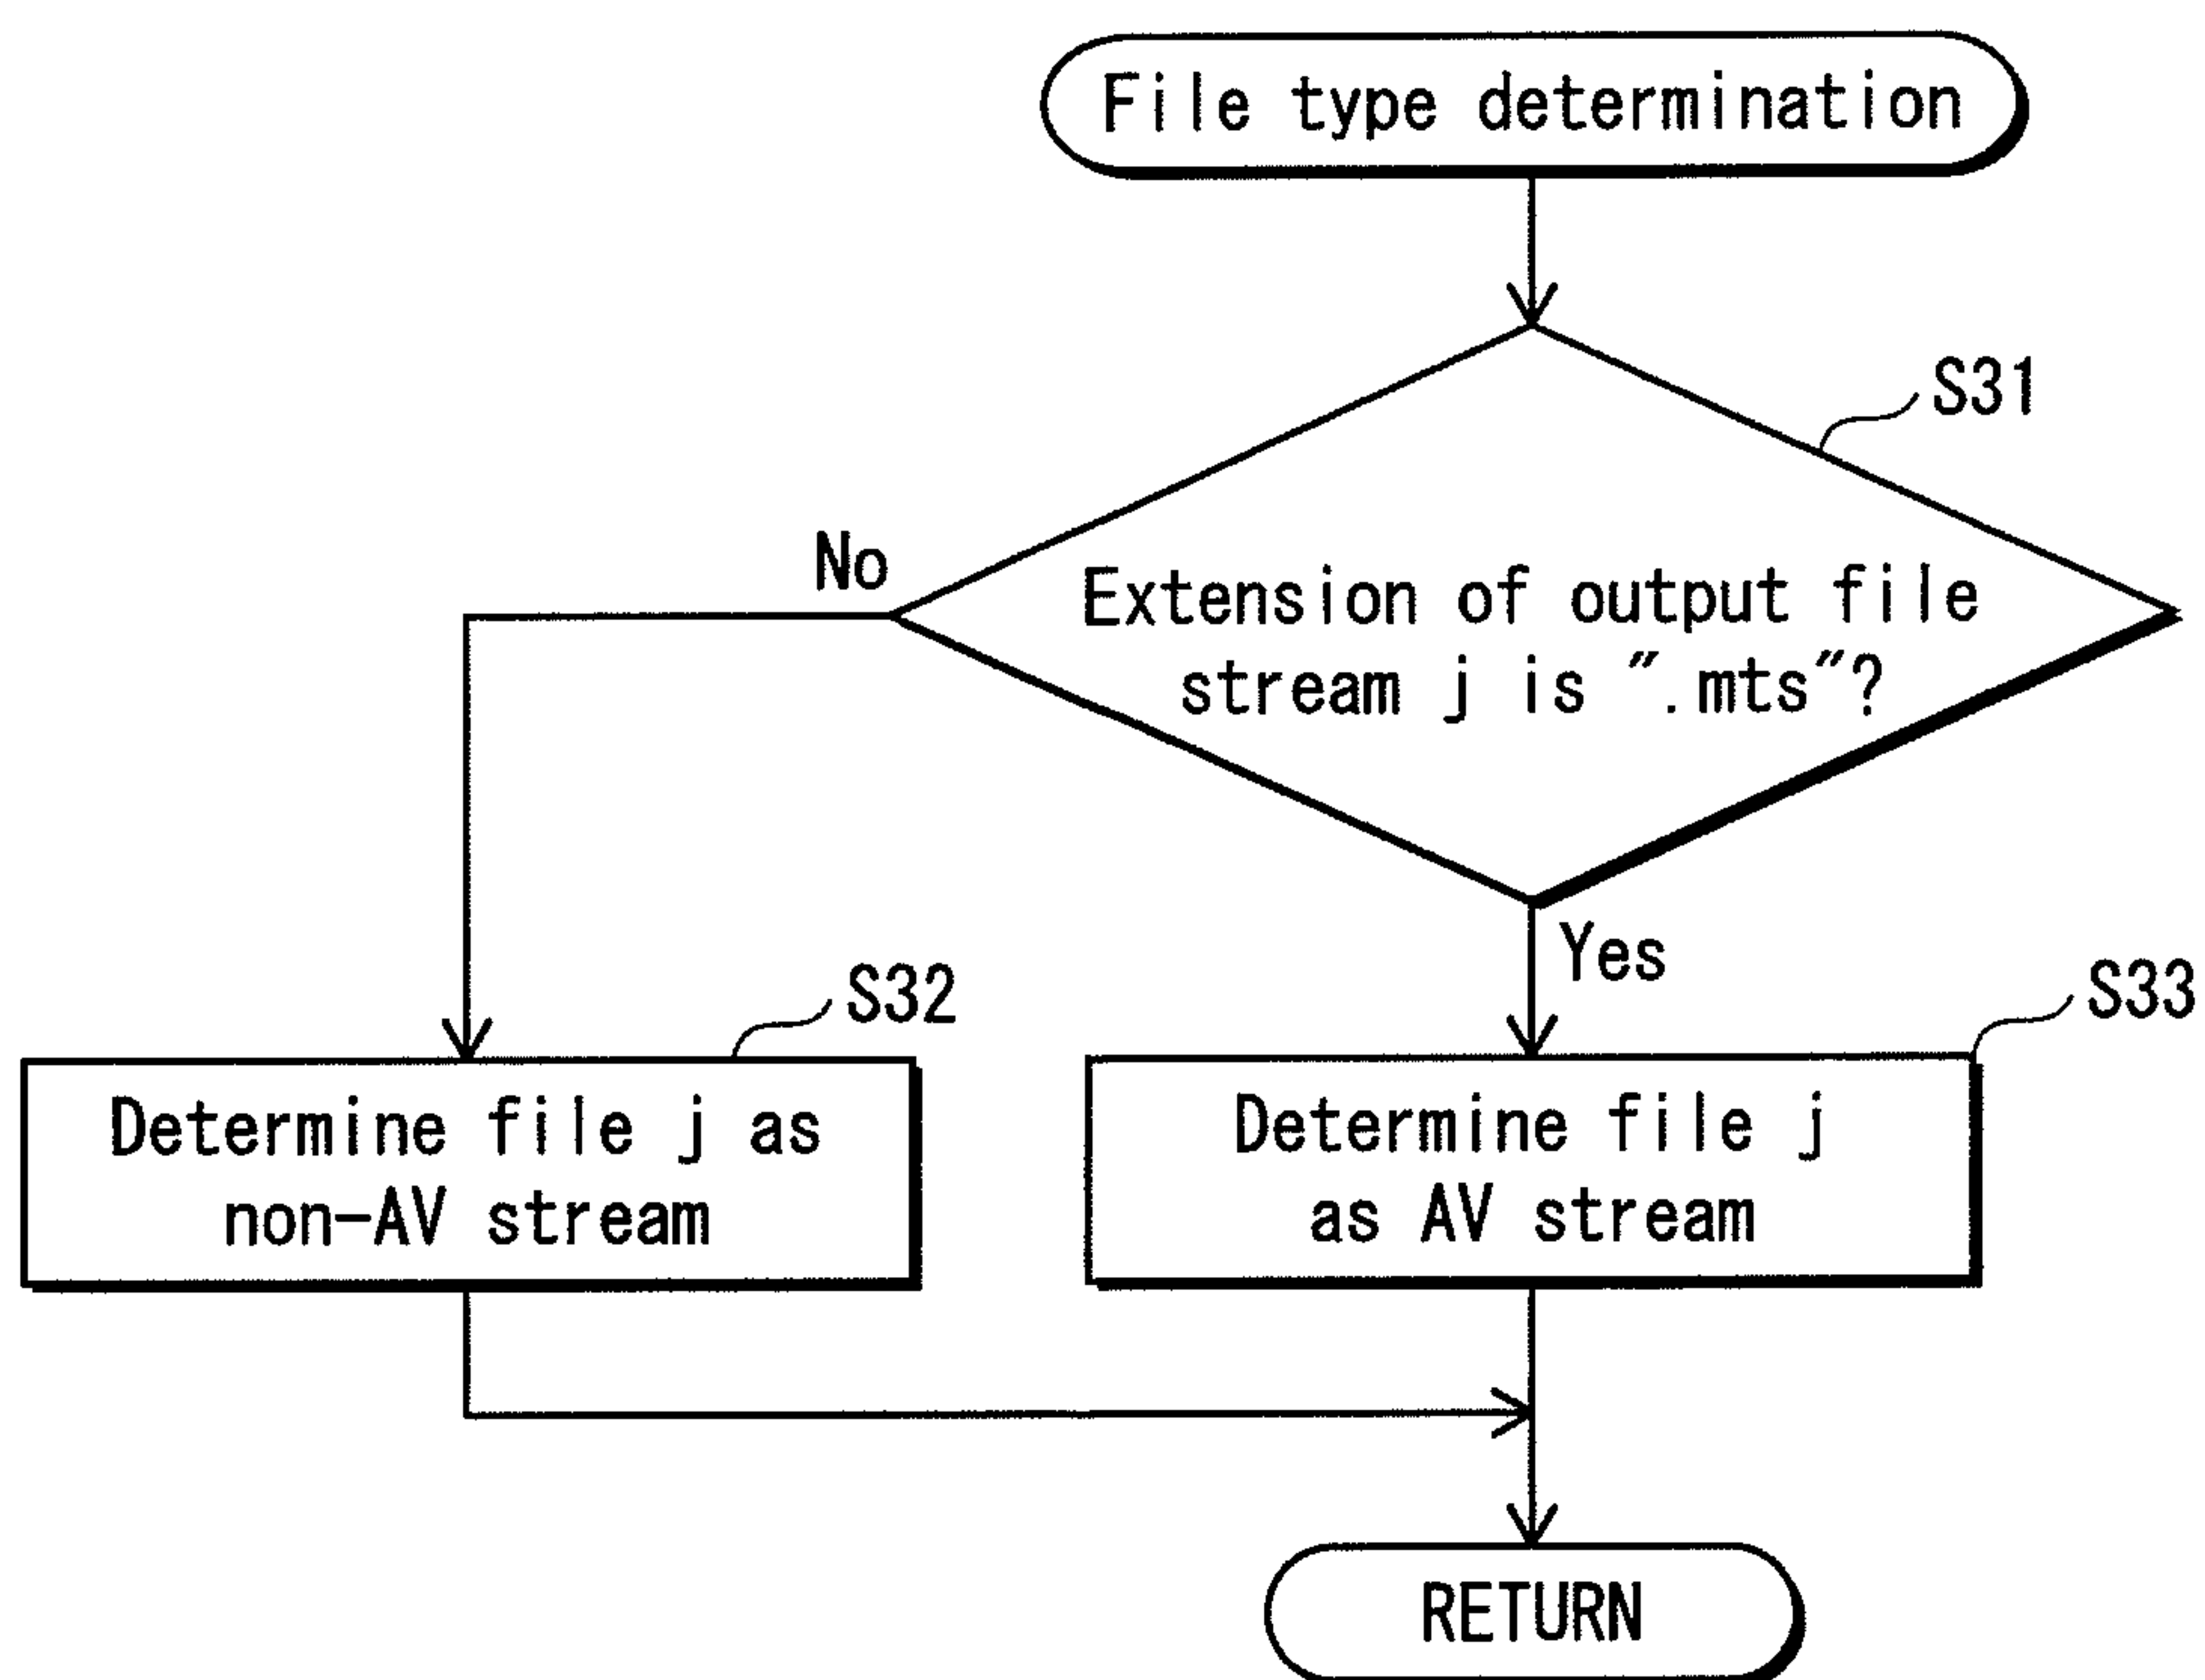 File type determination
S31
No
Extension of output file
stream j is ".mts"?
Yes
S32
S33
Determine file j as
non-AV stream
Determine file j
as AV stream
RETURN